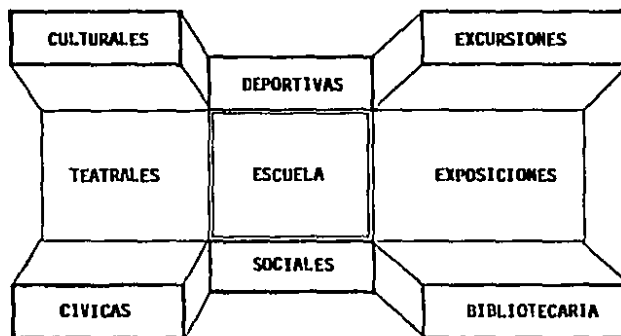 CULTURALES
EXCURSIONES
DEPORTIVAS
TEATRALES
ESCUELA
EXPOSICIONES
SOCIALES
CIVICAS
BIBLIOTECARIA